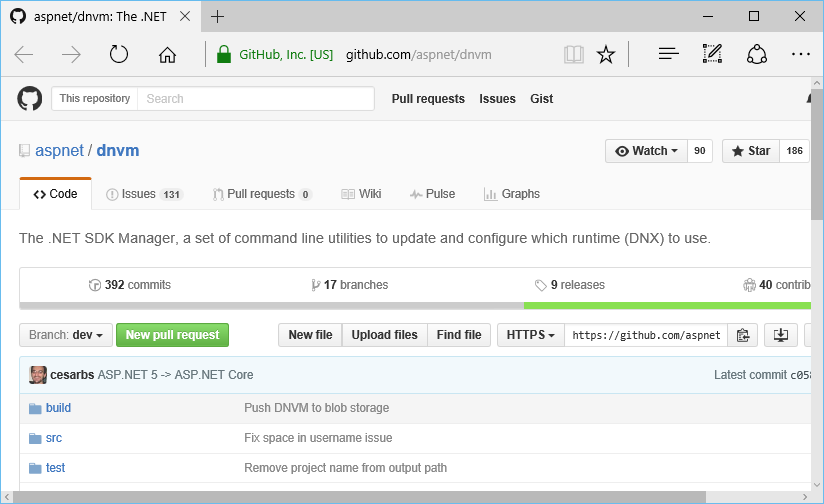 aspnet/dnvm: The .NET
GitHub, Inc. [US] github.com/aspnet/dnvm
This repository Search Pull requests Issues Gist
aspnet / dnvm Watch 90 Star 186
Code Issues 131 Pull requests 0 Wiki Pulse Graphs
The .NET SDK Manager, a set of command line utilities to update and configure which runtime (DNX) to use.
392 commits 17 branches 9 releases 40 contrib
Branch: dev New pull request New file Upload files Find file HTTPS https://github.com/aspnet
cesarbs ASP.NET 5 -> ASP.NET Core Latest commit c058
build Push DNVM to blob storage
src Fix space in username issue
test Remove project name from output path